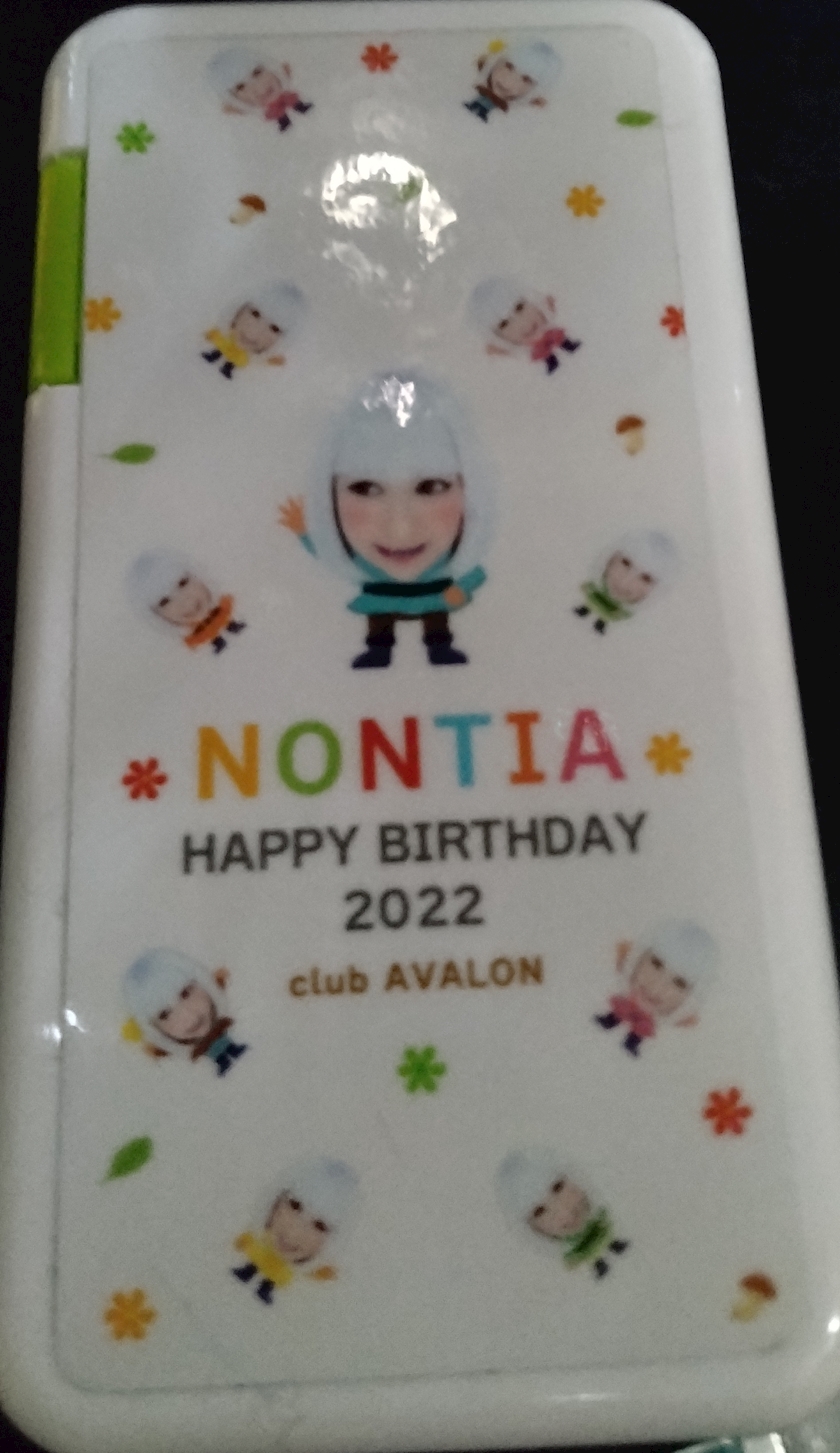 NONTIA
HAPPY BIRTHDAY
2022
club AVALON